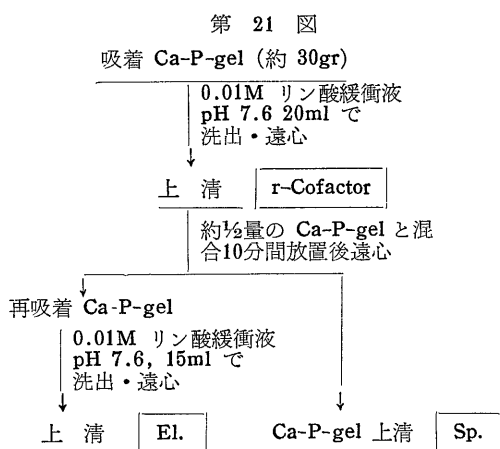 第 21 図
吸着 Ca-P-gel (約 30gr)
0.01M リン酸緩衝液
pH 7.6 20ml で
洗出・遠心
上 清 r-Cofactor
約½量の Ca-P-gel と混
合10分間放置後遠心
再吸着 Ca-P-gel
0.01M リン酸緩衝液
pH 7.6, 15ml で
洗出・遠心
上 清 El. Ca-P-gel 上清 Sp.